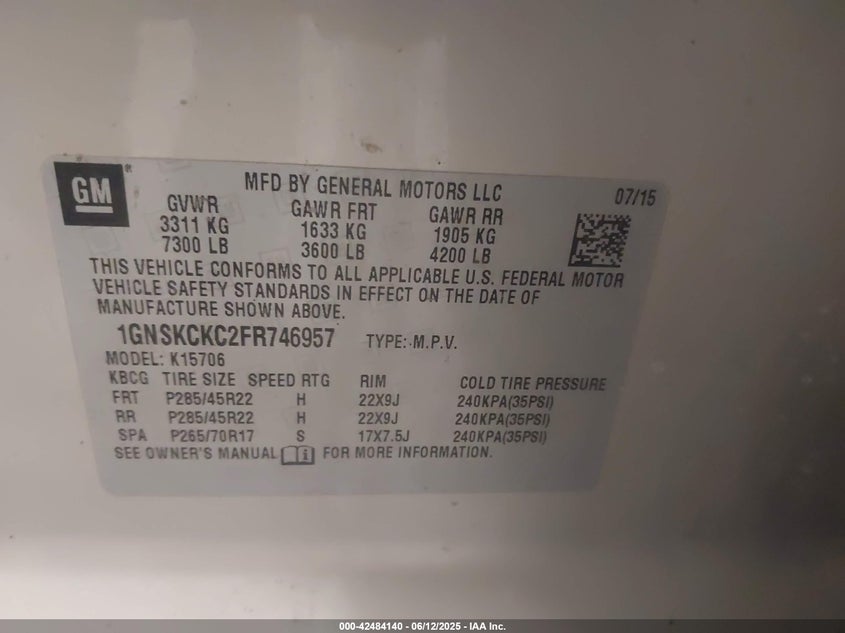 GM
MFD BY GENERAL MOTORS LLC 07/15
GVWR GAWR FRT GAWR RR
3311 KG 1633 KG 1905 KG
7300 LB 3600 LB 4200 LB
THIS VEHICLE CONFORMS TO ALL APPLICABLE U.S. FEDERAL MOTOR
VEHICLE SAFETY STANDARDS IN EFFECT ON THE DATE OF
MANUFACTURE SHOWN ABOVE.
1GNSKCKC2FR746957 TYPE: M.P.V.
MODEL: K15706
KBCG TIRE SIZE SPEED RTG RIM COLD TIRE PRESSURE
FRT P285/45R22 H 22X9J 240KPA(35PSI)
RR P285/45R22 H 22X9J 240KPA(35PSI)
SPA P265/70R17 S 17X7.5J 240KPA(35PSI)
SEE OWNER'S MANUAL i FOR MORE INFORMATION.
000-42484140 - 06/12/2025 - IAA Inc.